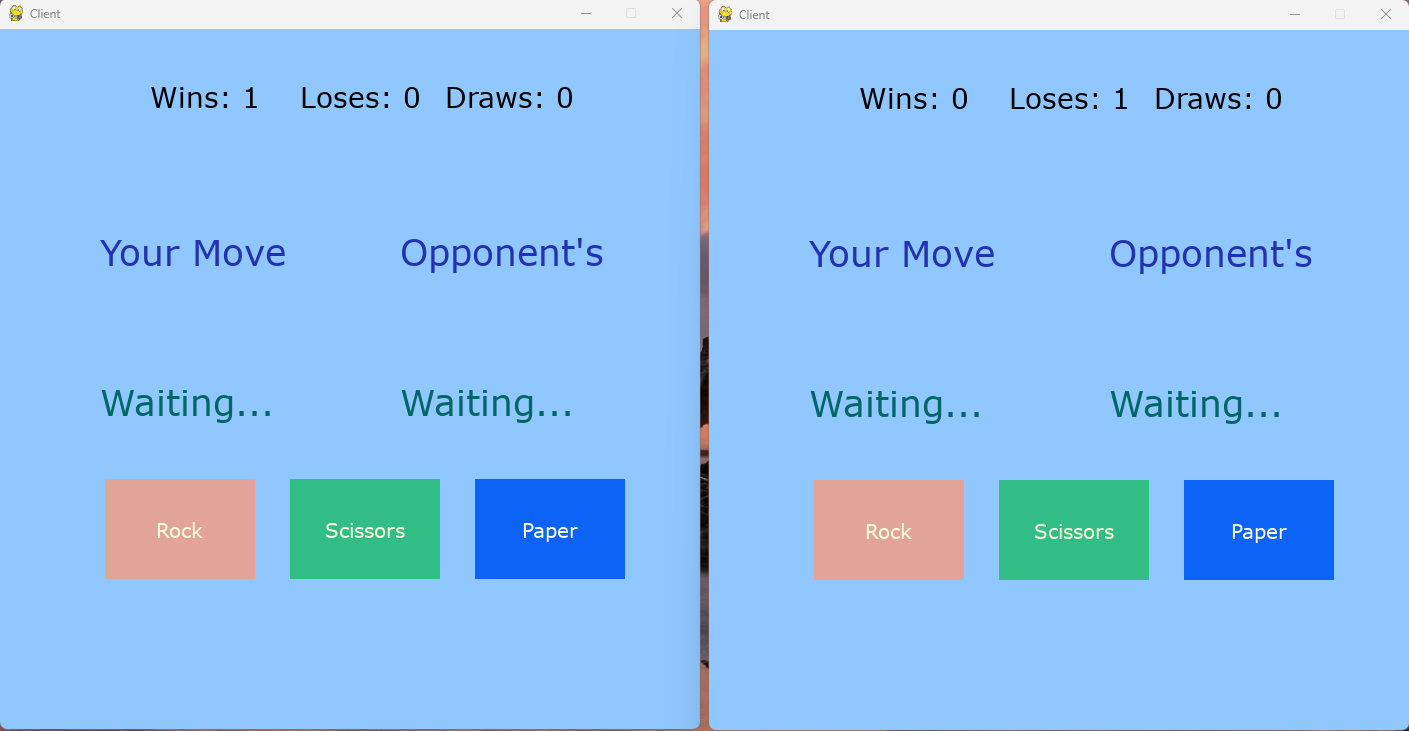 Client
Wins: 1 Loses: 0 Draws: 0
Your Move Opponent's
Waiting... Waiting...
Rock Scissors Paper
Client
Wins: 0 Loses: 1 Draws: 0
Your Move Opponent's
Waiting... Waiting...
Rock Scissors Paper